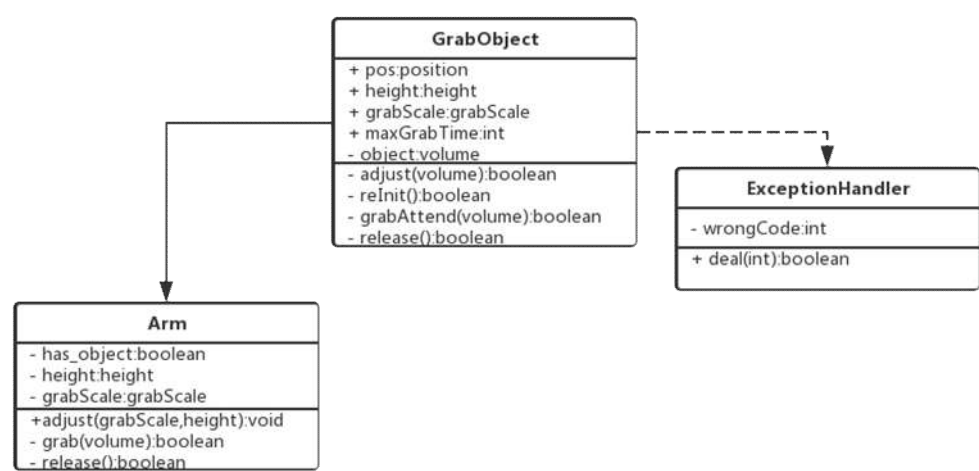 GrabObject
+ pos:position
+ height:height
+ grabScale:grabScale
+ maxGrabTime:int
- object:volume
- adjust(volume):boolean
- reInit():boolean
- grabAttend(volume):boolean
- release():boolean
ExceptionHandler
- wrongCode:int
+ deal(int):boolean
Arm
- has_object:boolean
- height:height
- grabScale:grabScale
+adjust(grabScale,height):void
- grab(volume):boolean
- release():boolean